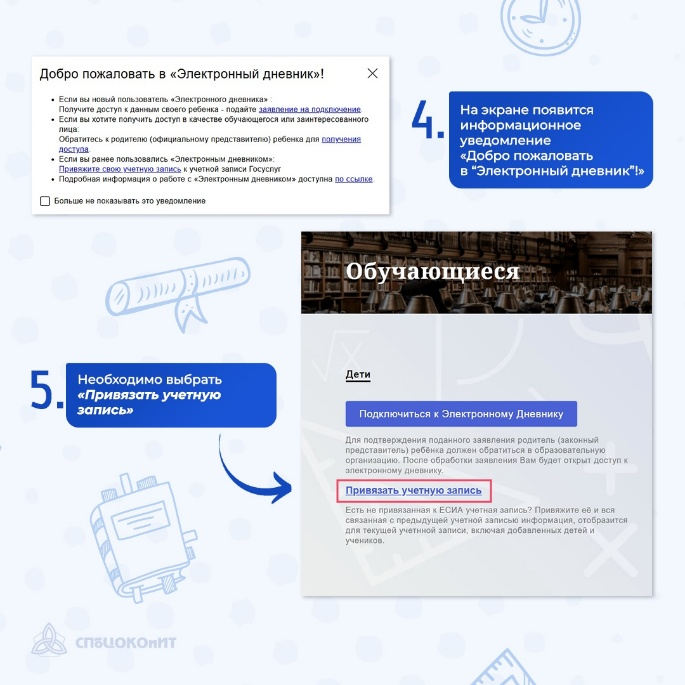 Добро пожаловать в «Электронный дневник»!
• Если вы новый пользователь «Электронного дневника» :
Получите доступ к данным своего ребенка - подайте заявление на подключение.
• Если вы хотите получить доступ в качестве обучающегося или заинтересованного
лица:
Обратитесь к родителю (официальному представителю) ребенка для получения
доступа.
• Если вы ранее пользовались «Электронным дневником»:
Привяжите свою учетную запись к учетной записи Госуслуг
• Подробная информация о работе с «Электронным дневником» доступна по ссылке.
Больше не показывать это уведомление
4.
На экране появится
информационное
уведомление
«Добро пожаловать
в “Электронный дневник”!»
5.
Необходимо выбрать
«Привязать учетную
запись»
Обучающиеся
Дети
Подключиться к Электронному Дневнику
Для подтверждения поданного заявления родитель (законный
представитель) ребёнка должен обратиться в образовательную
организацию. После обработки заявления Вам будет открыт доступ к
электронному дневнику.
Привязать учетную запись
Есть не привязанная к ЕСИА учетная запись? Привяжите её и вся
связанная с предыдущей учетной записью информация, отобразится
для текущей учетнной записи, включая добавленных детей и
учеников.
СПбЦОКОиИТ